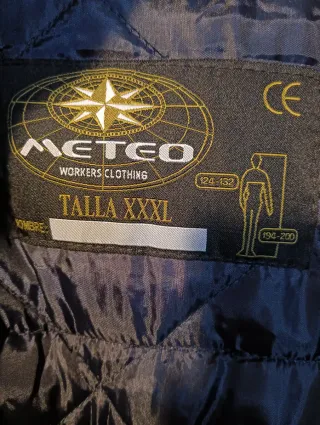 CE
METEO
WORKERS CLOTHING
124-132
TALLA XXXL
NOMBRE:
194-200